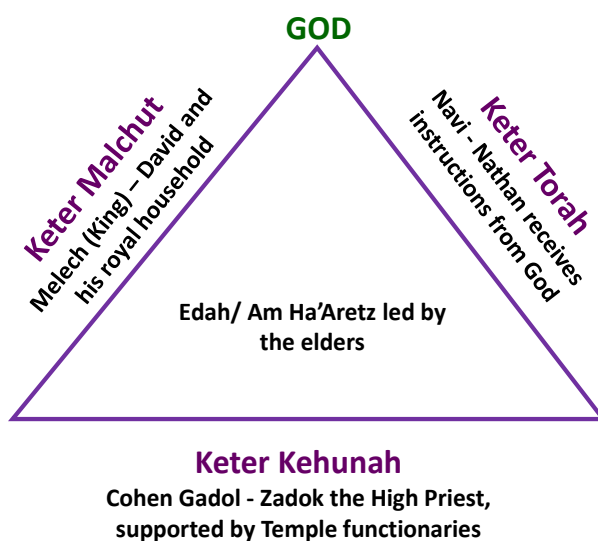 GOD
Keter Malchut
Melech (King) – David and
his royal household
Keter Torah
Navi - Nathan receives
instructions from God
Edah/ Am Ha’Aretz led by
the elders
Keter Kehunah
Cohen Gadol - Zadok the High Priest,
supported by Temple functionaries